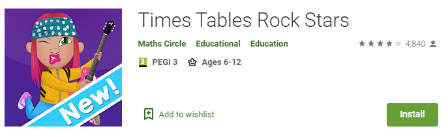 Times Tables Rock Stars
Maths Circle Educational Education 4,840
PEGI 3 Ages 6-12
New!
Add to wishlist Install